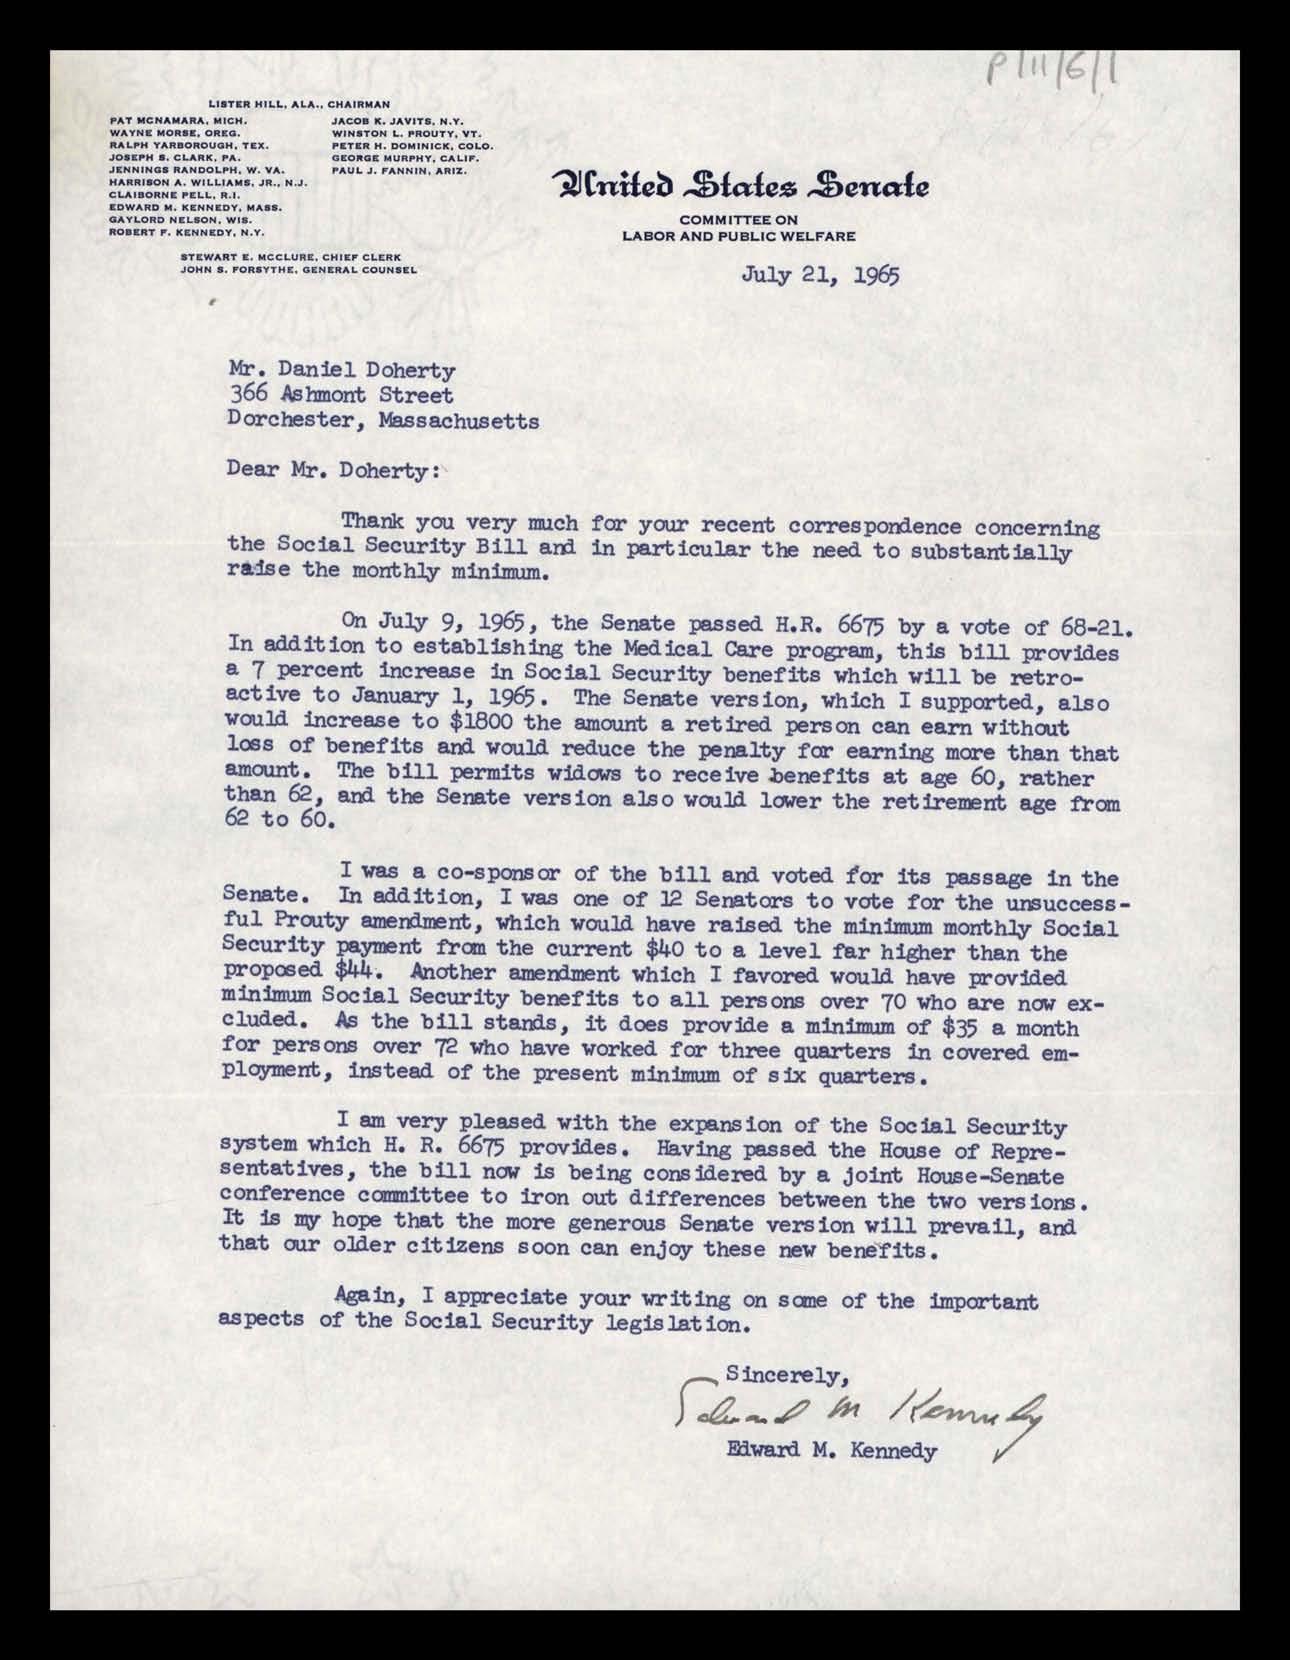 P/11/6/1
LISTER HILL, ALA., CHAIRMAN
PAT MCNAMARA, MICH.
WAYNE MORSE, OREG.
RALPH YARBOROUGH, TEX.
JOSEPH S. CLARK, PA.
JENNINGS RANDOLPH, W. VA.
HARRISON A. WILLIAMS, JR., N.J.
CLAIBORNE PELL, R.I.
EDWARD M. KENNEDY, MASS.
GAYLORD NELSON, WIS.
ROBERT F. KENNEDY, N.Y.
JACOB K. JAVITS, N.Y.
WINSTON L. PROUTY, VT.
PETER H. DOMINICK, COLO.
GEORGE MURPHY, CALIF.
PAUL J. FANNIN, ARIZ.
STEWART E. MCCLURE, CHIEF CLERK
JOHN S. FORSYTHE, GENERAL COUNSEL
United States Senate
COMMITTEE ON
LABOR AND PUBLIC WELFARE
July 21, 1965
Mr. Daniel Doherty
366 Ashmont Street
Dorchester, Massachusetts
Dear Mr. Doherty:
Thank you very much for your recent correspondence concerning
the Social Security Bill and in particular the need to substantially
raise the monthly minimum.
On July 9, 1965, the Senate passed H.R. 6675 by a vote of 68-21.
In addition to establishing the Medical Care program, this bill provides
a 7 percent increase in Social Security benefits which will be retro-
active to January 1, 1965. The Senate version, which I supported, also
would increase to $1800 the amount a retired person can earn without
loss of benefits and would reduce the penalty for earning more than that
amount. The bill permits widows to receive benefits at age 60, rather
than 62, and the Senate version also would lower the retirement age from
62 to 60.
I was a co-sponsor of the bill and voted for its passage in the
Senate. In addition, I was one of 12 Senators to vote for the unsuccess-
ful Prouty amendment, which would have raised the minimum monthly Social
Security payment from the current $40 to a level far higher than the
proposed $44. Another amendment which I favored would have provided
minimum Social Security benefits to all persons over 70 who are now ex-
cluded. As the bill stands, it does provide a minimum of $35 a month
for persons over 72 who have worked for three quarters in covered em-
ployment, instead of the present minimum of six quarters.
I am very pleased with the expansion of the Social Security
system which H. R. 6675 provides. Having passed the House of Repre-
sentatives, the bill now is being considered by a joint House-Senate
conference committee to iron out differences between the two versions.
It is my hope that the more generous Senate version will prevail, and
that our older citizens soon can enjoy these new benefits.
Again, I appreciate your writing on some of the important
aspects of the Social Security legislation.
Sincerely,
Edward M Kennedy
Edward M. Kennedy